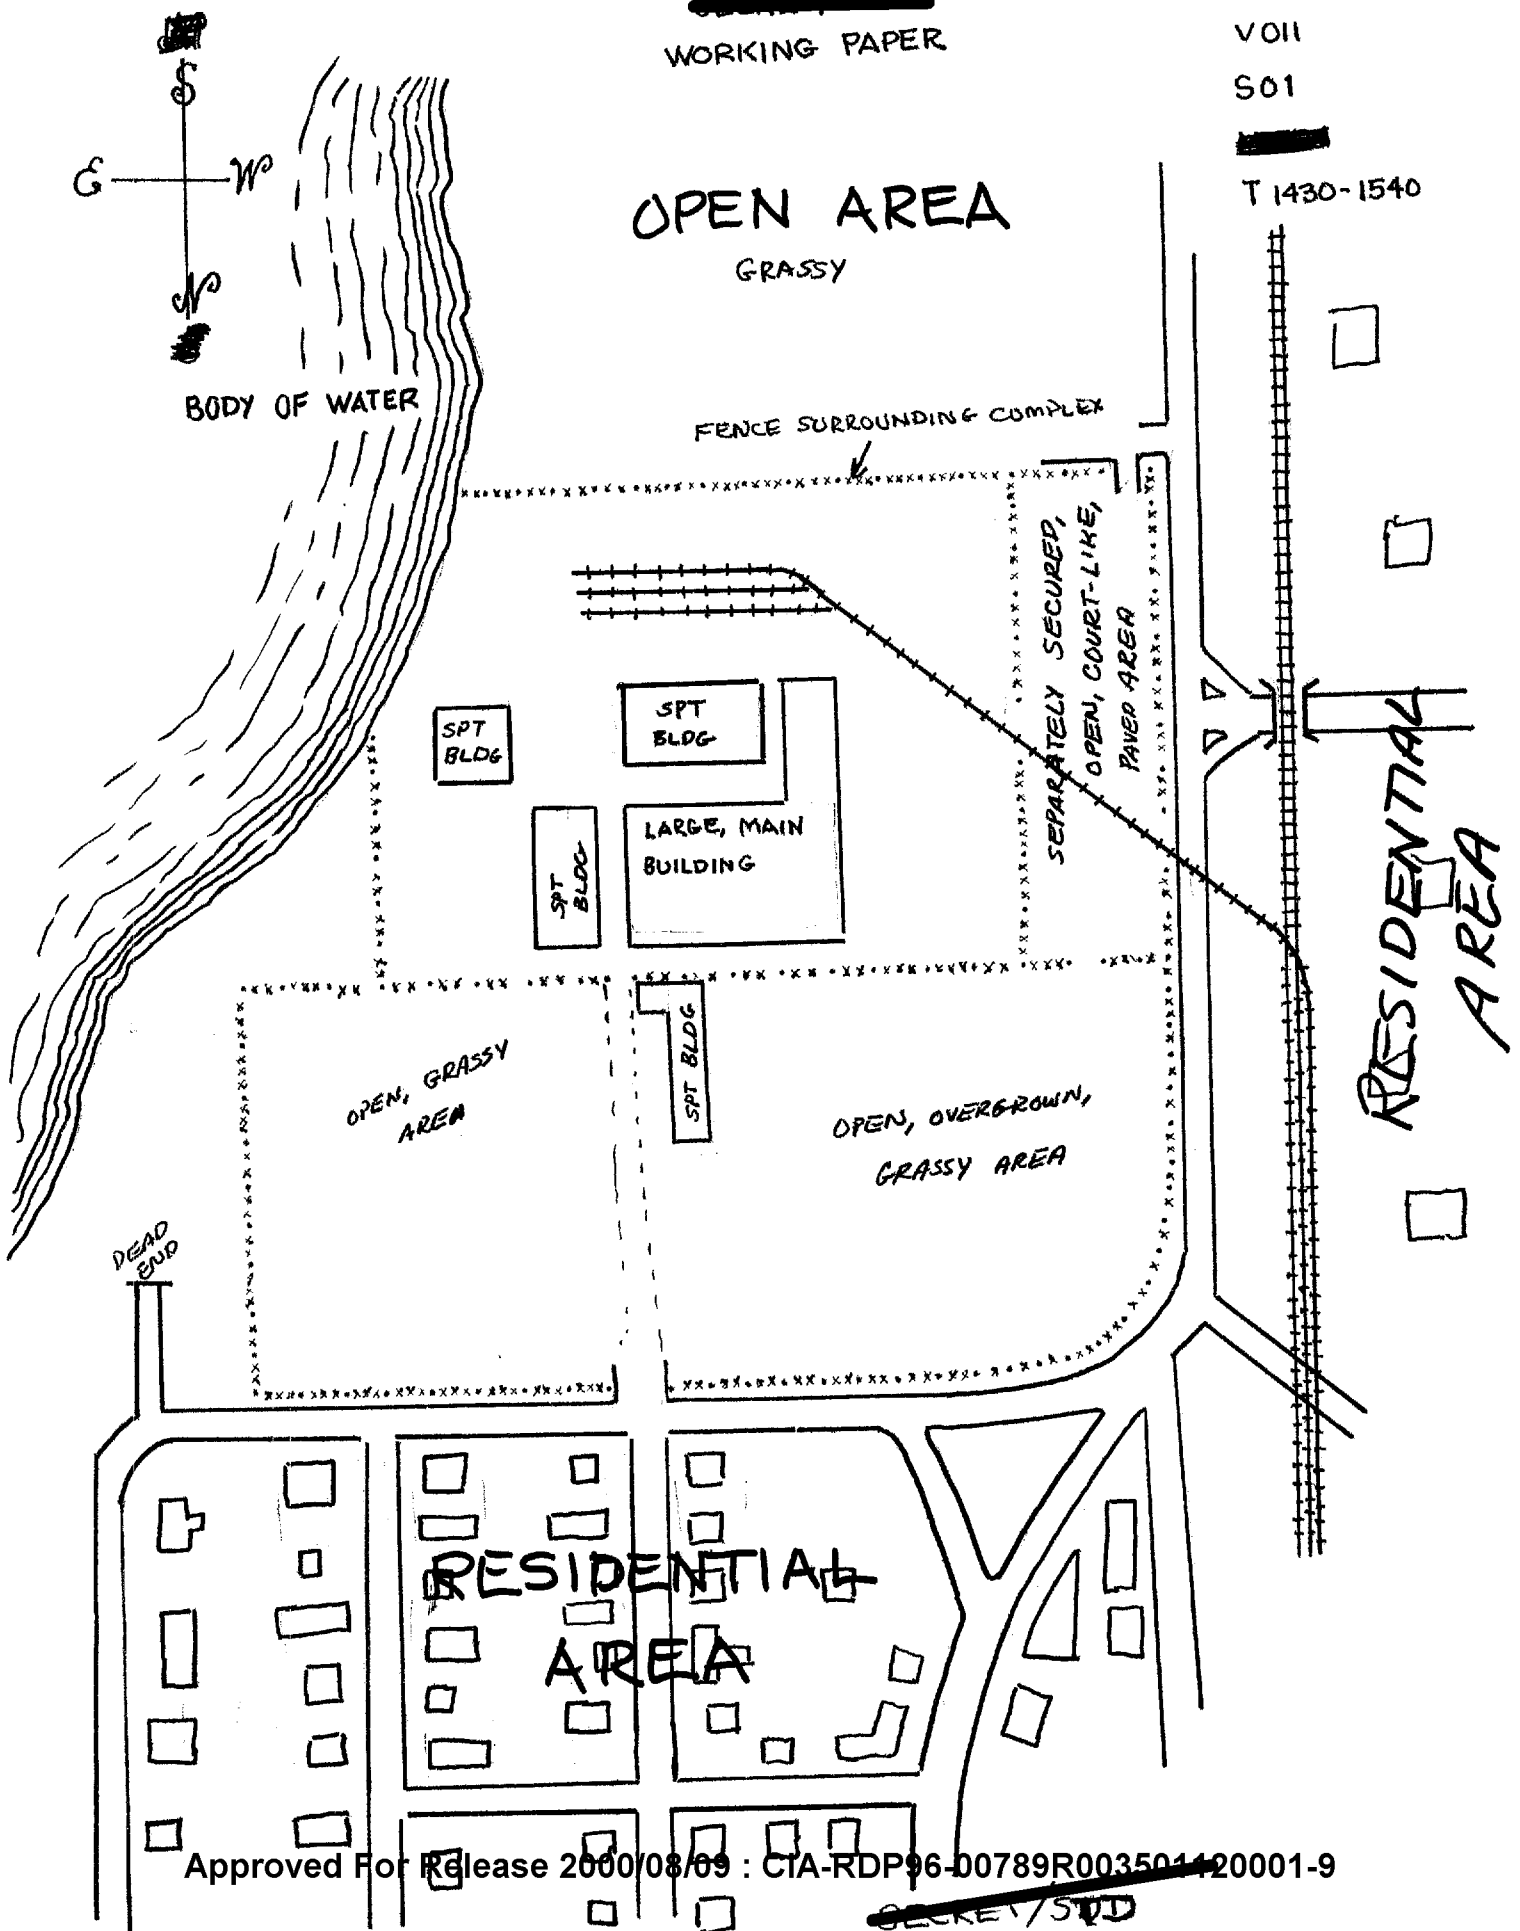 WORKING PAPER
V011
S01
T 1430-1540
S
E
W
N
OPEN AREA
GRASSY
BODY OF WATER
FENCE SURROUNDING COMPLEX
SEPARATELY SECURED,
OPEN, COURT-LIKE,
PAVED AREA
SPT
BLDG
SPT
BLDG
LARGE, MAIN
BUILDING
SPT
BLDG
RESIDENTIAL
AREA
SPT BLDG
OPEN, GRASSY
AREA
OPEN, OVERGROWN,
GRASSY AREA
DEAD
END
RESIDENTIAL
AREA
Approved For Release 2000/08/09 : CIA-RDP96-00789R003501120001-9